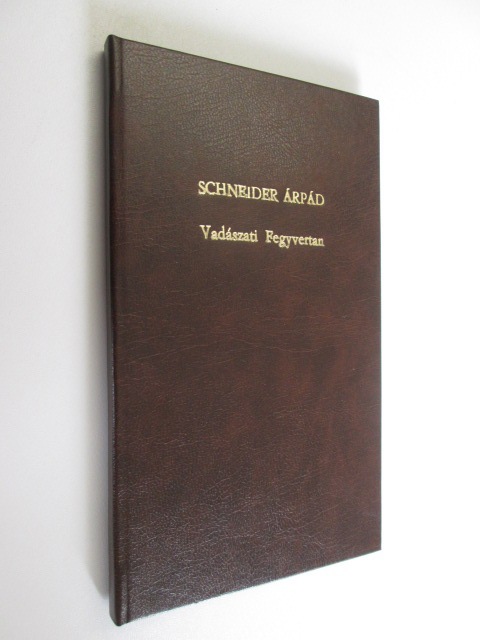 SCHNEIDER ÁRPÁD
Vadászati Fegyvertan